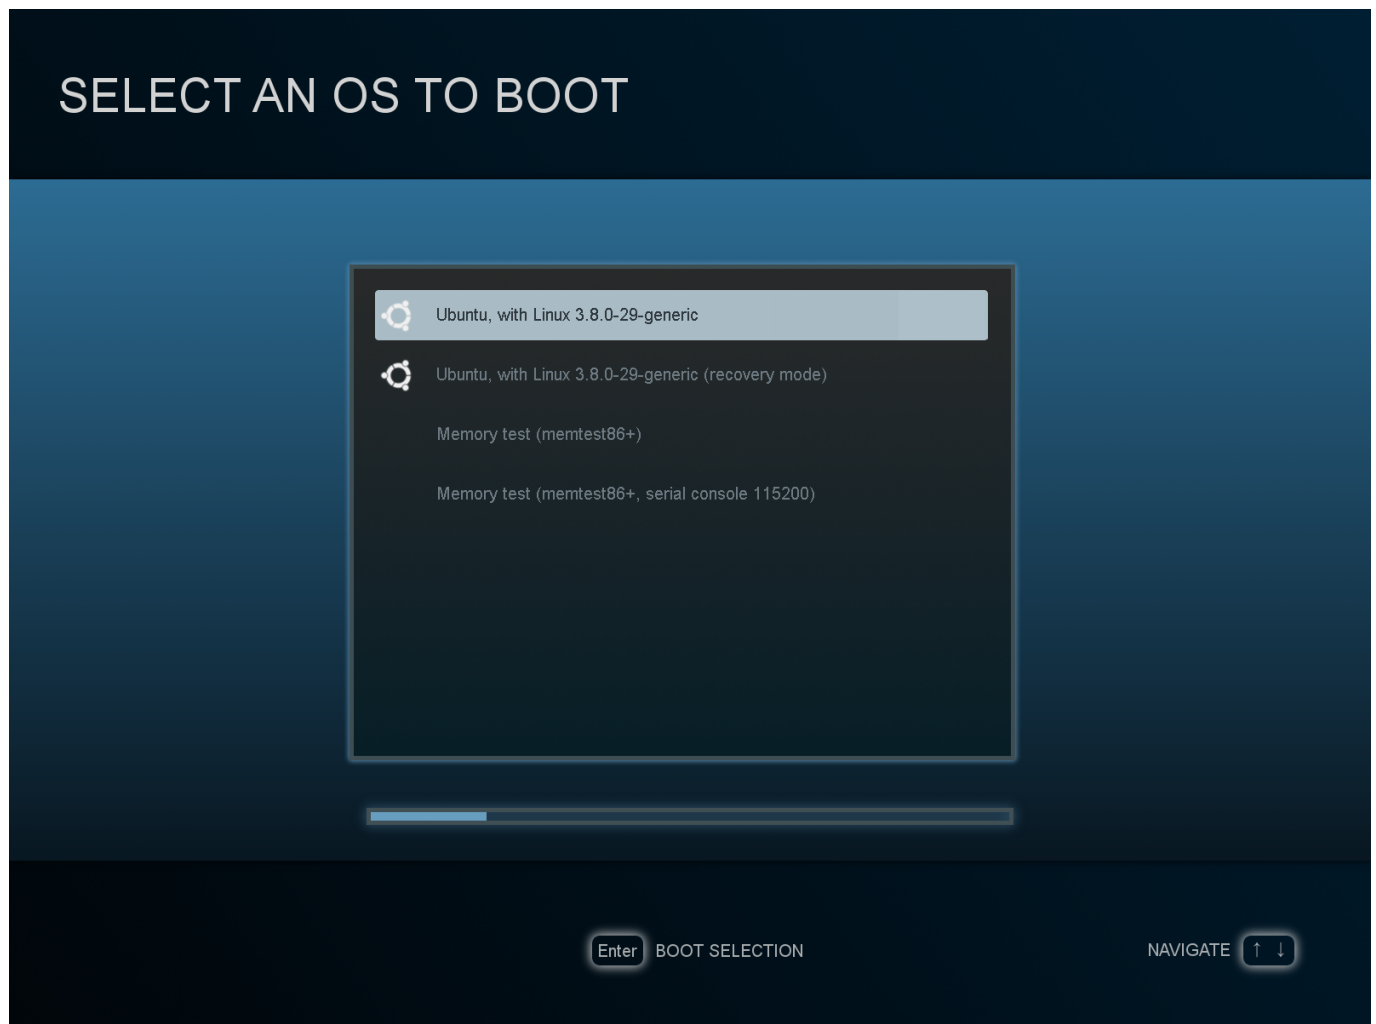 SELECT AN OS TO BOOT
Ubuntu, with Linux 3.8.0-29-generic
Ubuntu, with Linux 3.8.0-29-generic (recovery mode)
Memory test (memtest86+)
Memory test (memtest86+, serial console 115200)
Enter BOOT SELECTION
NAVIGATE ↑ ↓